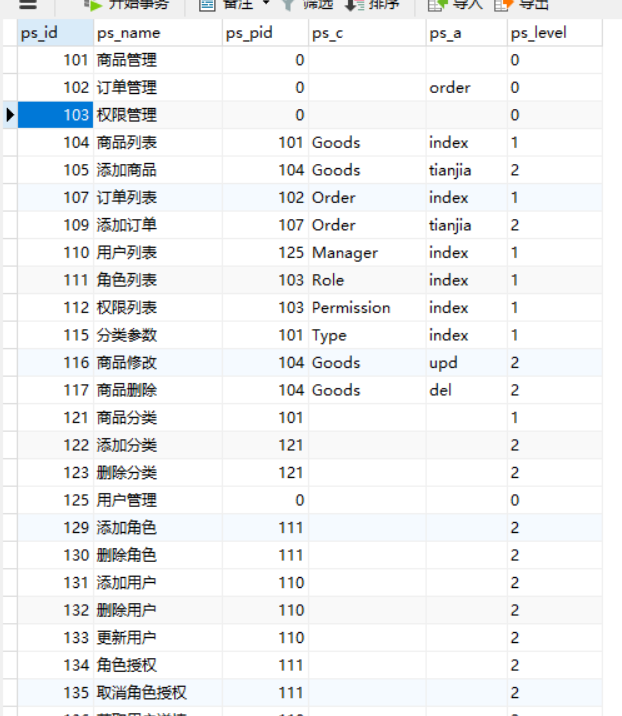 开始事务 备注 筛选 排序 导入 导出
ps_id ps_name ps_pid ps_c ps_a ps_level
101 商品管理 0 0
102 订单管理 0 order 0
103 权限管理 0 0
104 商品列表 101 Goods index 1
105 添加商品 104 Goods tianjia 2
107 订单列表 102 Order index 1
109 添加订单 107 Order tianjia 2
110 用户列表 125 Manager index 1
111 角色列表 103 Role index 1
112 权限列表 103 Permission index 1
115 分类参数 101 Type index 1
116 商品修改 104 Goods upd 2
117 商品删除 104 Goods del 2
121 商品分类 101 1
122 添加分类 121 2
123 删除分类 121 2
125 用户管理 0 0
129 添加角色 111 2
130 删除角色 111 2
131 添加用户 110 2
132 删除用户 110 2
133 更新用户 110 2
134 角色授权 111 2
135 取消角色授权 111 2